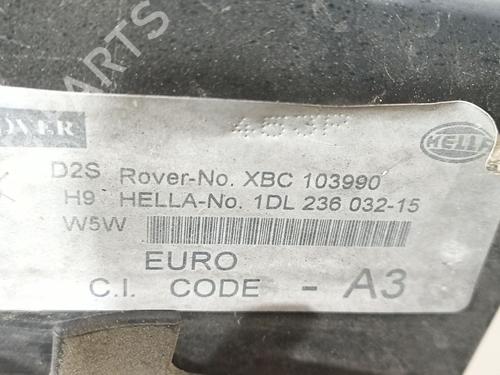 OVER
HELLA
D2S Rover-No. XBC 103990
H9 HELLA-No. 1DL 236 032-15
W5W
EURO
C.I. CODE - A3